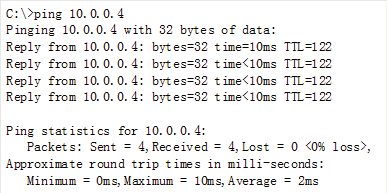 C:\>ping 10.0.0.4
Pinging 10.0.0.4 with 32 bytes of data:
Reply from 10.0.0.4: bytes=32 time=10ms TTL=122
Reply from 10.0.0.4: bytes=32 time<10ms TTL=122
Reply from 10.0.0.4: bytes=32 time<10ms TTL=122
Reply from 10.0.0.4: bytes=32 time<10ms TTL=122
Ping statistics for 10.0.0.4:
Packets: Sent = 4,Received = 4,Lost = 0 <0% loss>,
Approximate round trip times in milli-seconds:
Minimum = 0ms,Maximum = 10ms,Average = 2ms